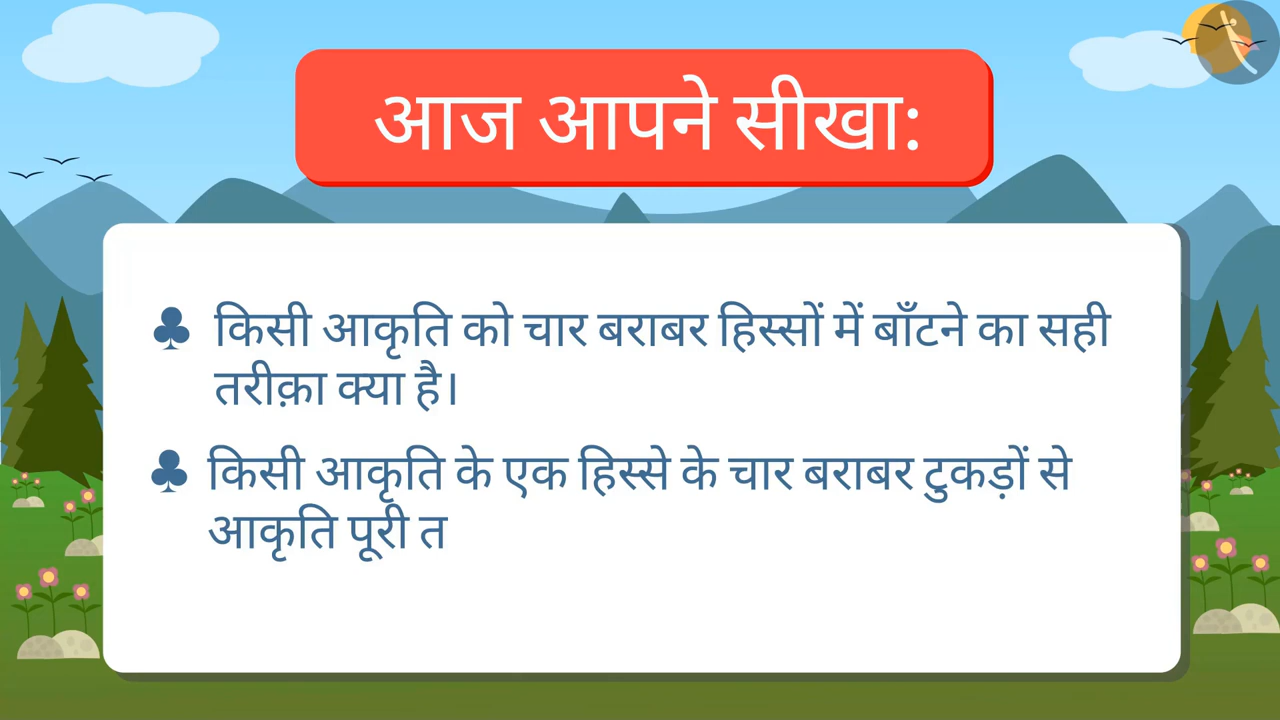 आज आपने सीखा:
♣ किसी आकृति को चार बराबर हिस्सों में बाँटने का सही
तरीक़ा क्या है।
♣ किसी आकृति के एक हिस्से के चार बराबर टुकड़ों से
आकृति पूरी त